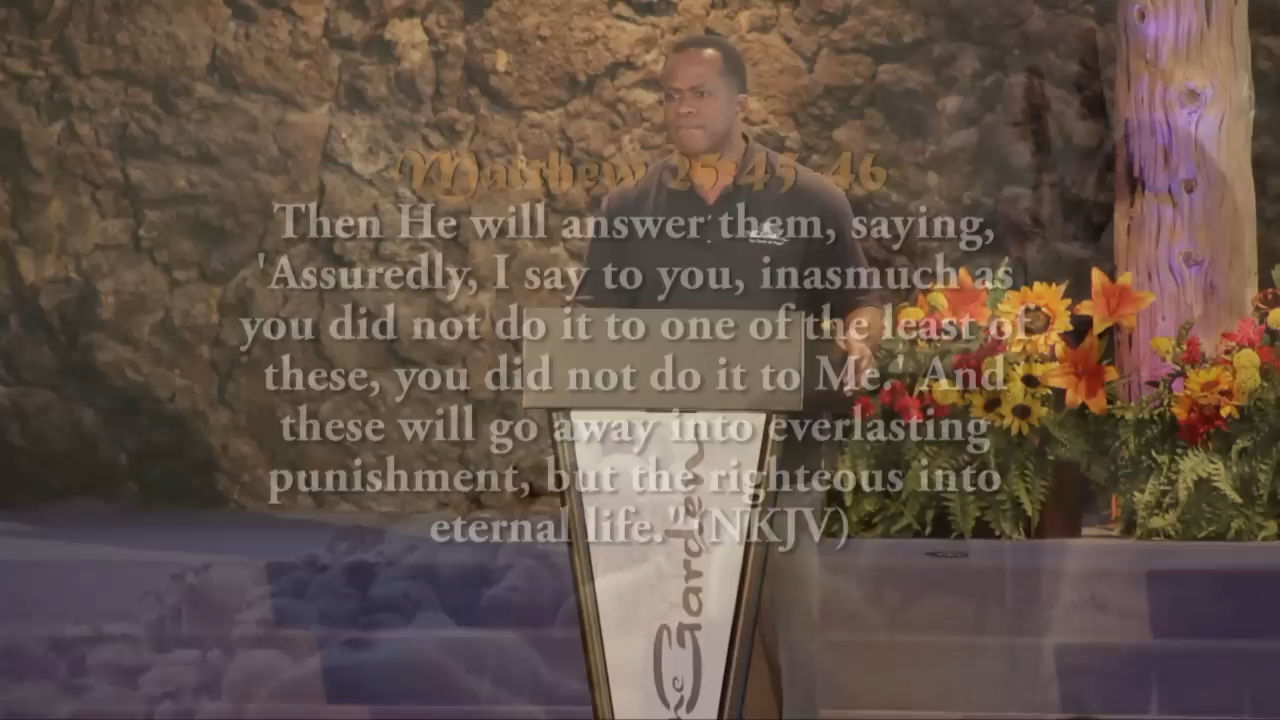 Matthew 25:45-46
Then He will answer them, saying,
'Assuredly, I say to you, inasmuch as
you did not do it to one of the least of
these, you did not do it to Me.' And
these will go away into everlasting
punishment, but the righteous into
eternal life." (NKJV)
The Garden